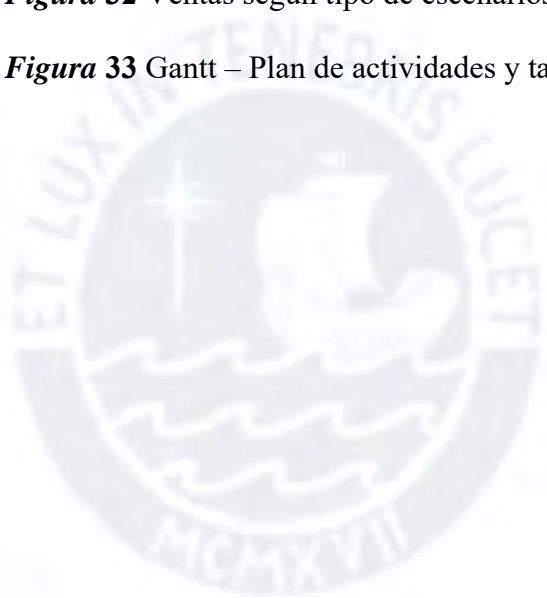 Figura 32 Ventas según tipo de escenarios
Figura 33 Gantt – Plan de actividades y ta
ET LUX IN TENEBRIS LUCET
MCMXVII